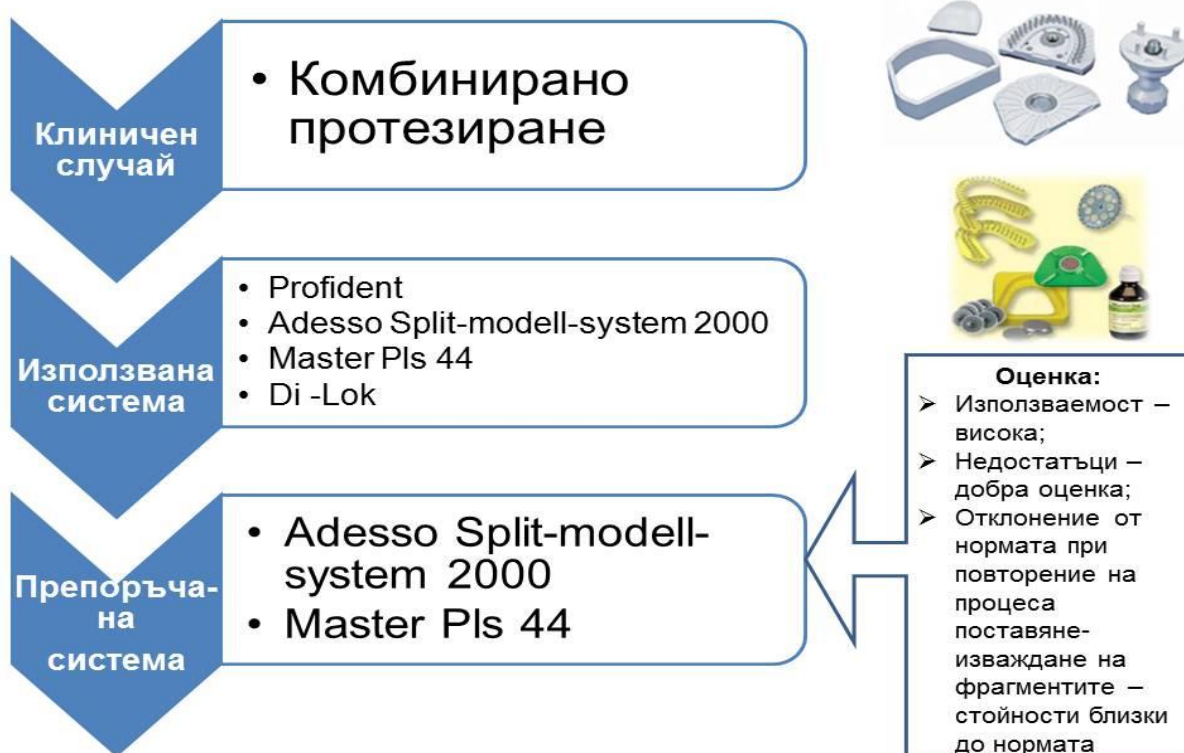 Клиничен
случай
• Комбинирано
протезиране
Използвана
система
• Profident
• Adesso Split-modell-system 2000
• Master Pls 44
• Di -Lok
Препоръча-
на
система
• Adesso Split-modell-
system 2000
• Master Pls 44
Оценка:
➢ Използваемост –
висока;
➢ Недостатъци –
добра оценка;
➢ Отклонение от
нормата при
повторение на
процеса
поставяне-
изваждане на
фрагментите –
стойности близки
до нормата